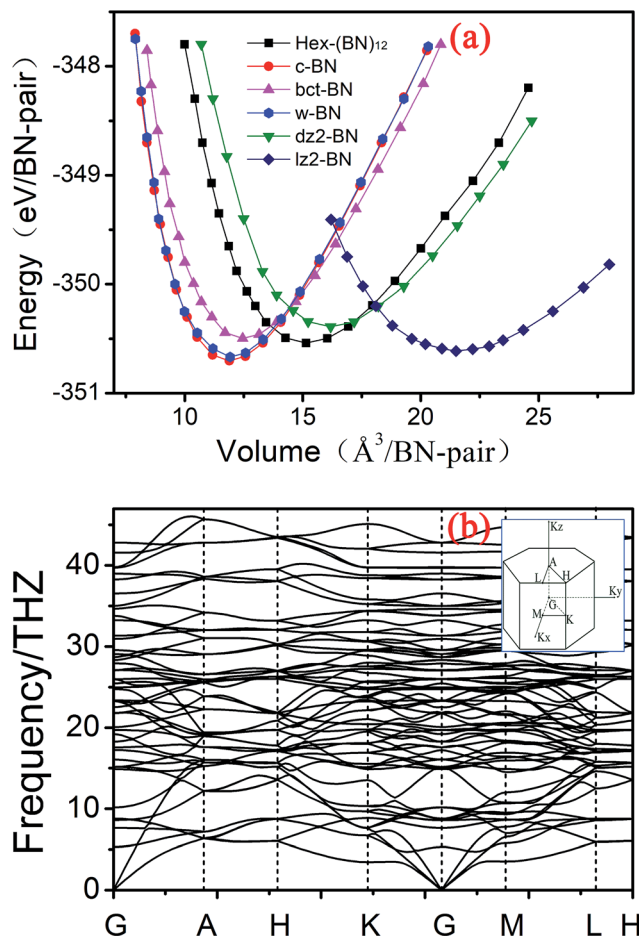 (a)
Hex-(BN)₁₂
c-BN
bct-BN
w-BN
dz2-BN
lz2-BN
-348
-349
-350
-351
Energy（eV/BN-pair）
10
15
20
25
Volume（Å³/BN-pair）
(b)
Kz
A
L
H
G
Ky
M
K
Kx
40
30
20
10
0
Frequency/THZ
G
A
H
K
G
M
L
H